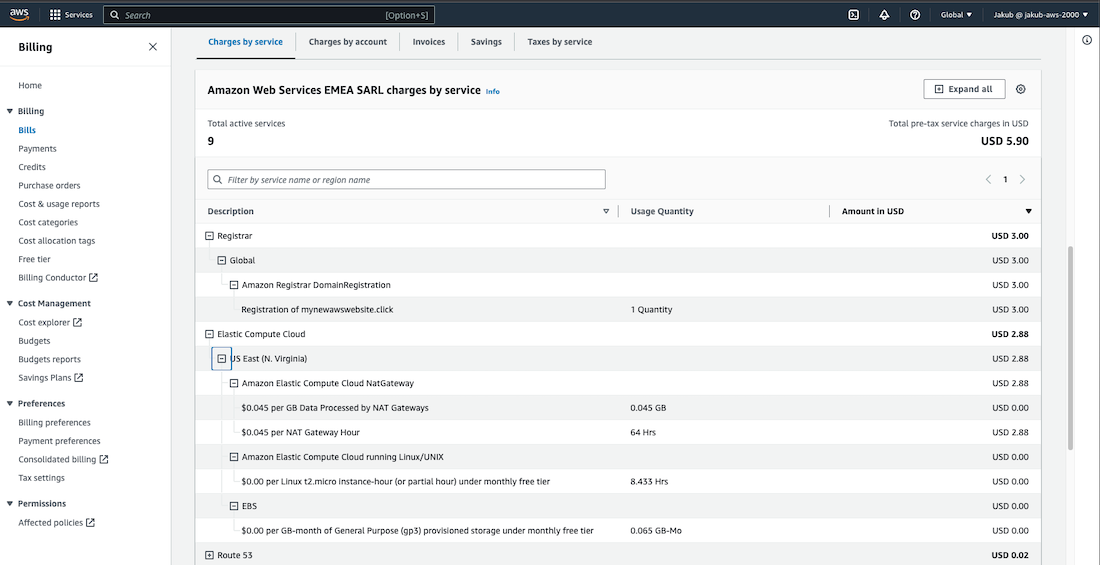 aws Services Search [Option+S] Global Jakub @ jakub-aws-2000
Billing
Home
Billing
Bills
Payments
Credits
Purchase orders
Cost & usage reports
Cost categories
Cost allocation tags
Free tier
Billing Conductor
Cost Management
Cost explorer
Budgets
Budgets reports
Savings Plans
Preferences
Billing preferences
Payment preferences
Consolidated billing
Tax settings
Permissions
Affected policies
Charges by service Charges by account Invoices Savings Taxes by service
Amazon Web Services EMEA SARL charges by service Info Expand all
Total active services Total pre-tax service charges in USD
9 USD 5.90
Filter by service name or region name 1
Description Usage Quantity Amount in USD
Registrar USD 3.00
Global USD 3.00
Amazon Registrar DomainRegistration USD 3.00
Registration of mynewawswebsite.click 1 Quantity USD 3.00
Elastic Compute Cloud USD 2.88
US East (N. Virginia) USD 2.88
Amazon Elastic Compute Cloud NatGateway USD 2.88
$0.045 per GB Data Processed by NAT Gateways 0.045 GB USD 0.00
$0.045 per NAT Gateway Hour 64 Hrs USD 2.88
Amazon Elastic Compute Cloud running Linux/UNIX USD 0.00
$0.00 per Linux t2.micro instance-hour (or partial hour) under monthly free tier 8.433 Hrs USD 0.00
EBS USD 0.00
$0.00 per GB-month of General Purpose (gp3) provisioned storage under monthly free tier 0.065 GB-Mo USD 0.00
Route 53 USD 0.02